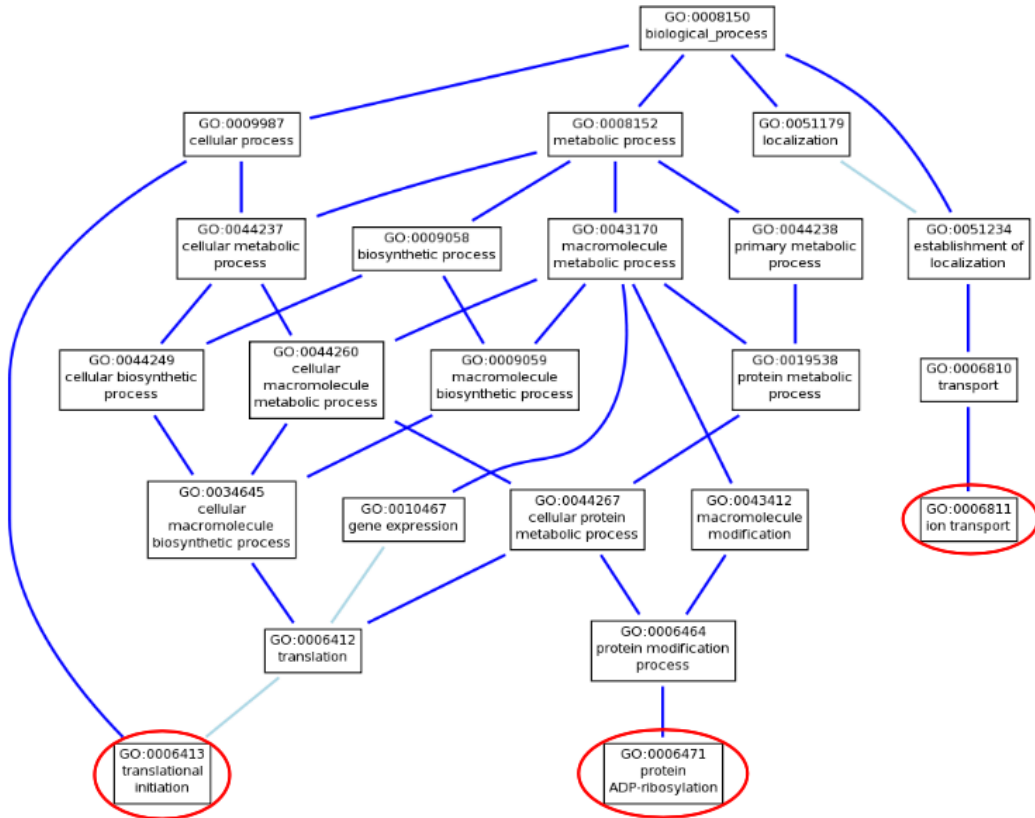 GO:0008150
biological_process
GO:0009987
cellular process
GO:0008152
metabolic process
GO:0051179
localization
GO:0044237
cellular metabolic
process
GO:0009058
biosynthetic process
GO:0043170
macromolecule
metabolic process
GO:0044238
primary metabolic
process
GO:0051234
establishment of
localization
GO:0044249
cellular biosynthetic
process
GO:0044260
cellular
macromolecule
metabolic process
GO:0009059
macromolecule
biosynthetic process
GO:0019538
protein metabolic
process
GO:0006810
transport
GO:0034645
cellular
macromolecule
biosynthetic process
GO:0010467
gene expression
GO:0044267
cellular protein
metabolic process
GO:0043412
macromolecule
modification
GO:0006811
ion transport
GO:0006412
translation
GO:0006464
protein modification
process
GO:0006413
translational
initiation
GO:0006471
protein
ADP-ribosylation